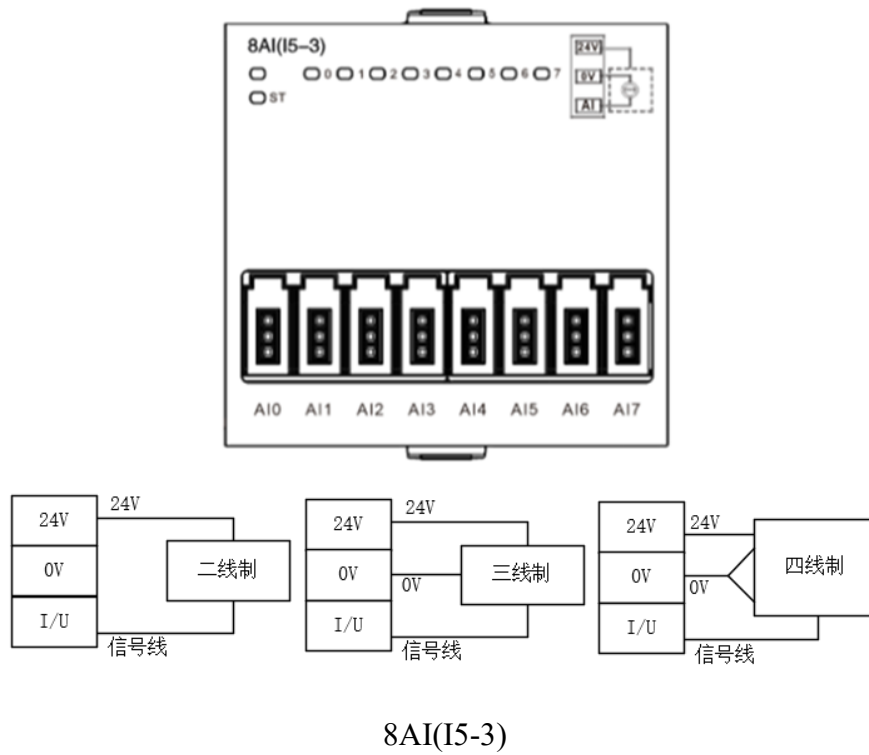 8AI(I5-3)
0 1 2 3 4 5 6 7
ST
24V
0V
AI
AI0 AI1 AI2 AI3 AI4 AI5 AI6 AI7
24V 24V
0V 二线制
I/U
信号线
24V 24V
0V 0V 三线制
I/U
信号线
24V 24V
0V 0V 四线制
I/U
信号线
8AI(I5-3)